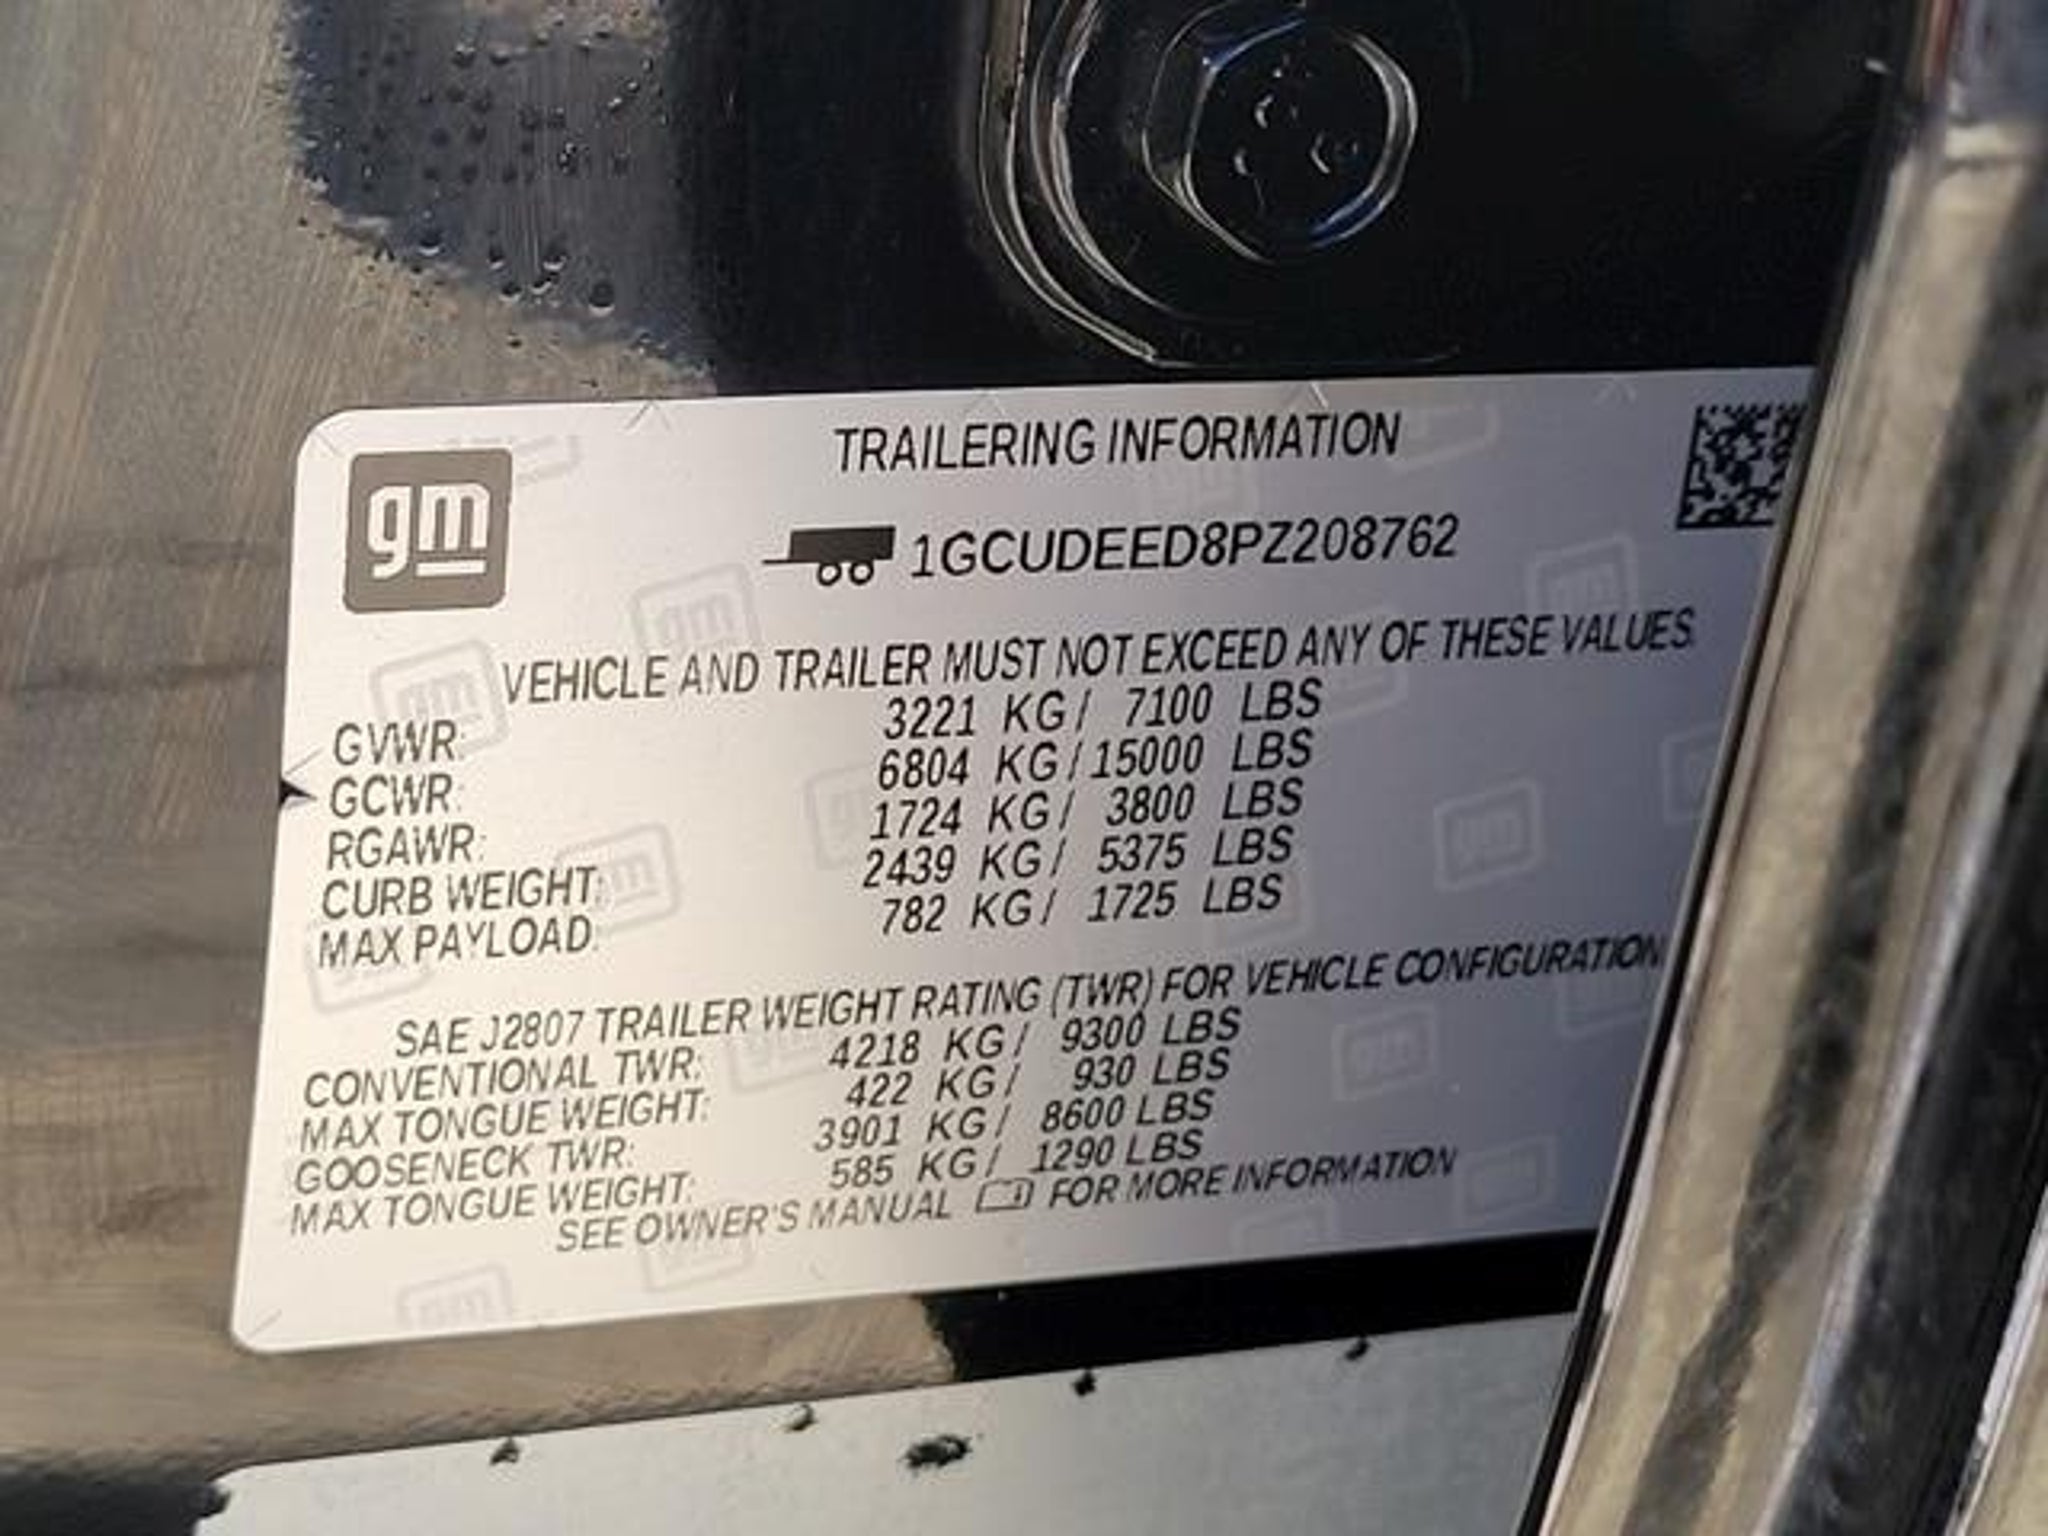 gm
TRAILERING INFORMATION
1GCUDEED8PZ208762
VEHICLE AND TRAILER MUST NOT EXCEED ANY OF THESE VALUES
GVWR: 3221 KG / 7100 LBS
GCWR: 6804 KG / 15000 LBS
RGAWR: 1724 KG / 3800 LBS
CURB WEIGHT: 2439 KG / 5375 LBS
MAX PAYLOAD: 782 KG / 1725 LBS
SAE J2807 TRAILER WEIGHT RATING (TWR) FOR VEHICLE CONFIGURATION
CONVENTIONAL TWR: 4218 KG / 9300 LBS
MAX TONGUE WEIGHT: 422 KG / 930 LBS
GOOSENECK TWR: 3901 KG / 8600 LBS
MAX TONGUE WEIGHT: 585 KG / 1290 LBS
SEE OWNER'S MANUAL FOR MORE INFORMATION